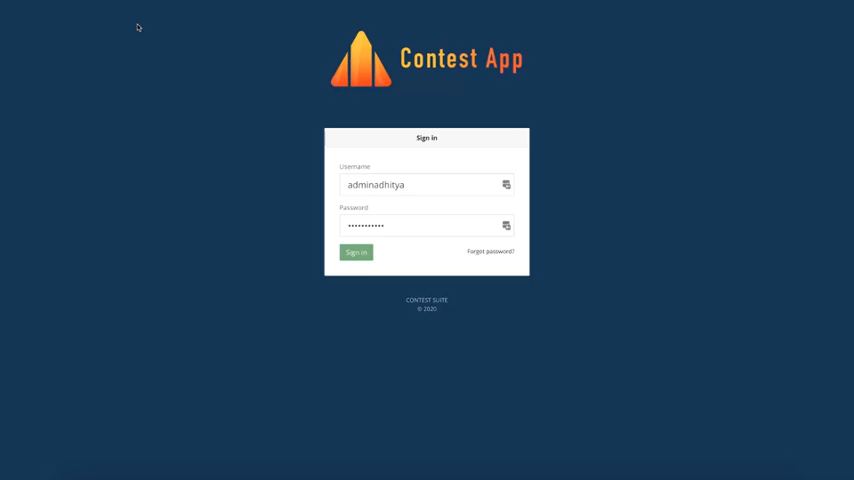 Contest App
Sign in
Username
adminadhitya
Password
•••••••••••
Sign in
Forgot password?
CONTEST SUITE
© 2020